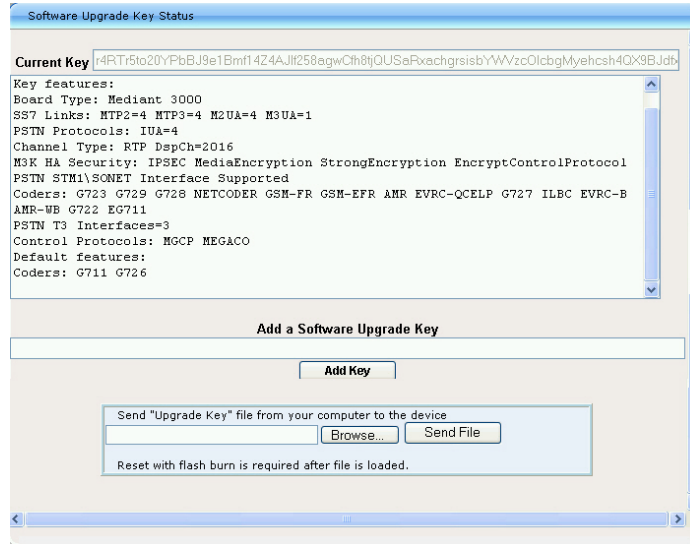 Software Upgrade Key Status
Current Key
Key features:
Board Type: Mediant 3000
SS7 Links: MTP2=4 MTP3=4 M2UA=4 M3UA=1
PSTN Protocols: IUA=4
Channel Type: RTP DspCh=2016
M3K HA Security: IPSEC MediaEncryption StrongEncryption EncryptControlProtocol
PSTN STM1\SONET Interface Supported
Coders: G723 G729 G728 NETCODER GSM-FR GSM-EFR AMR EVRC-QCELP G727 ILBC EVRC-B
AMR-WB G722 EG711
PSTN T3 Interfaces=3
Control Protocols: MGCP MEGACO
Default features:
Coders: G711 G726
Add a Software Upgrade Key
Add Key
Send "Upgrade Key" file from your computer to the device
Browse... Send File
Reset with flash burn is required after file is loaded.